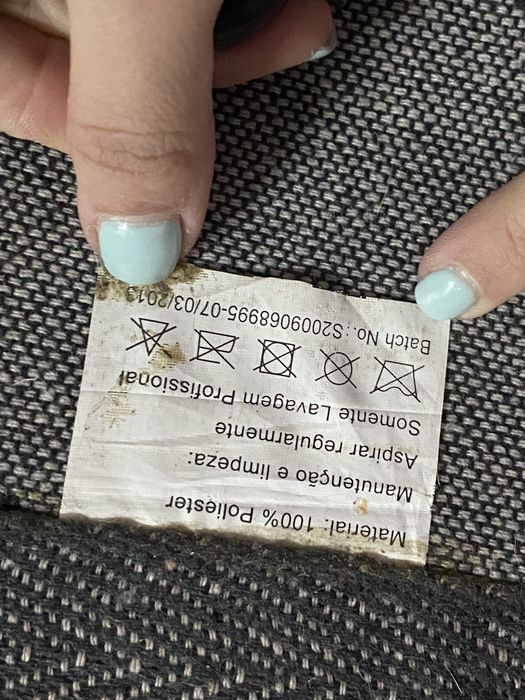 Material: 100% Poliester
Manutenção e limpeza:
Aspirar regularmente
Somente Lavagem Profissional
Batch No.: S2009068995-07/03/2013